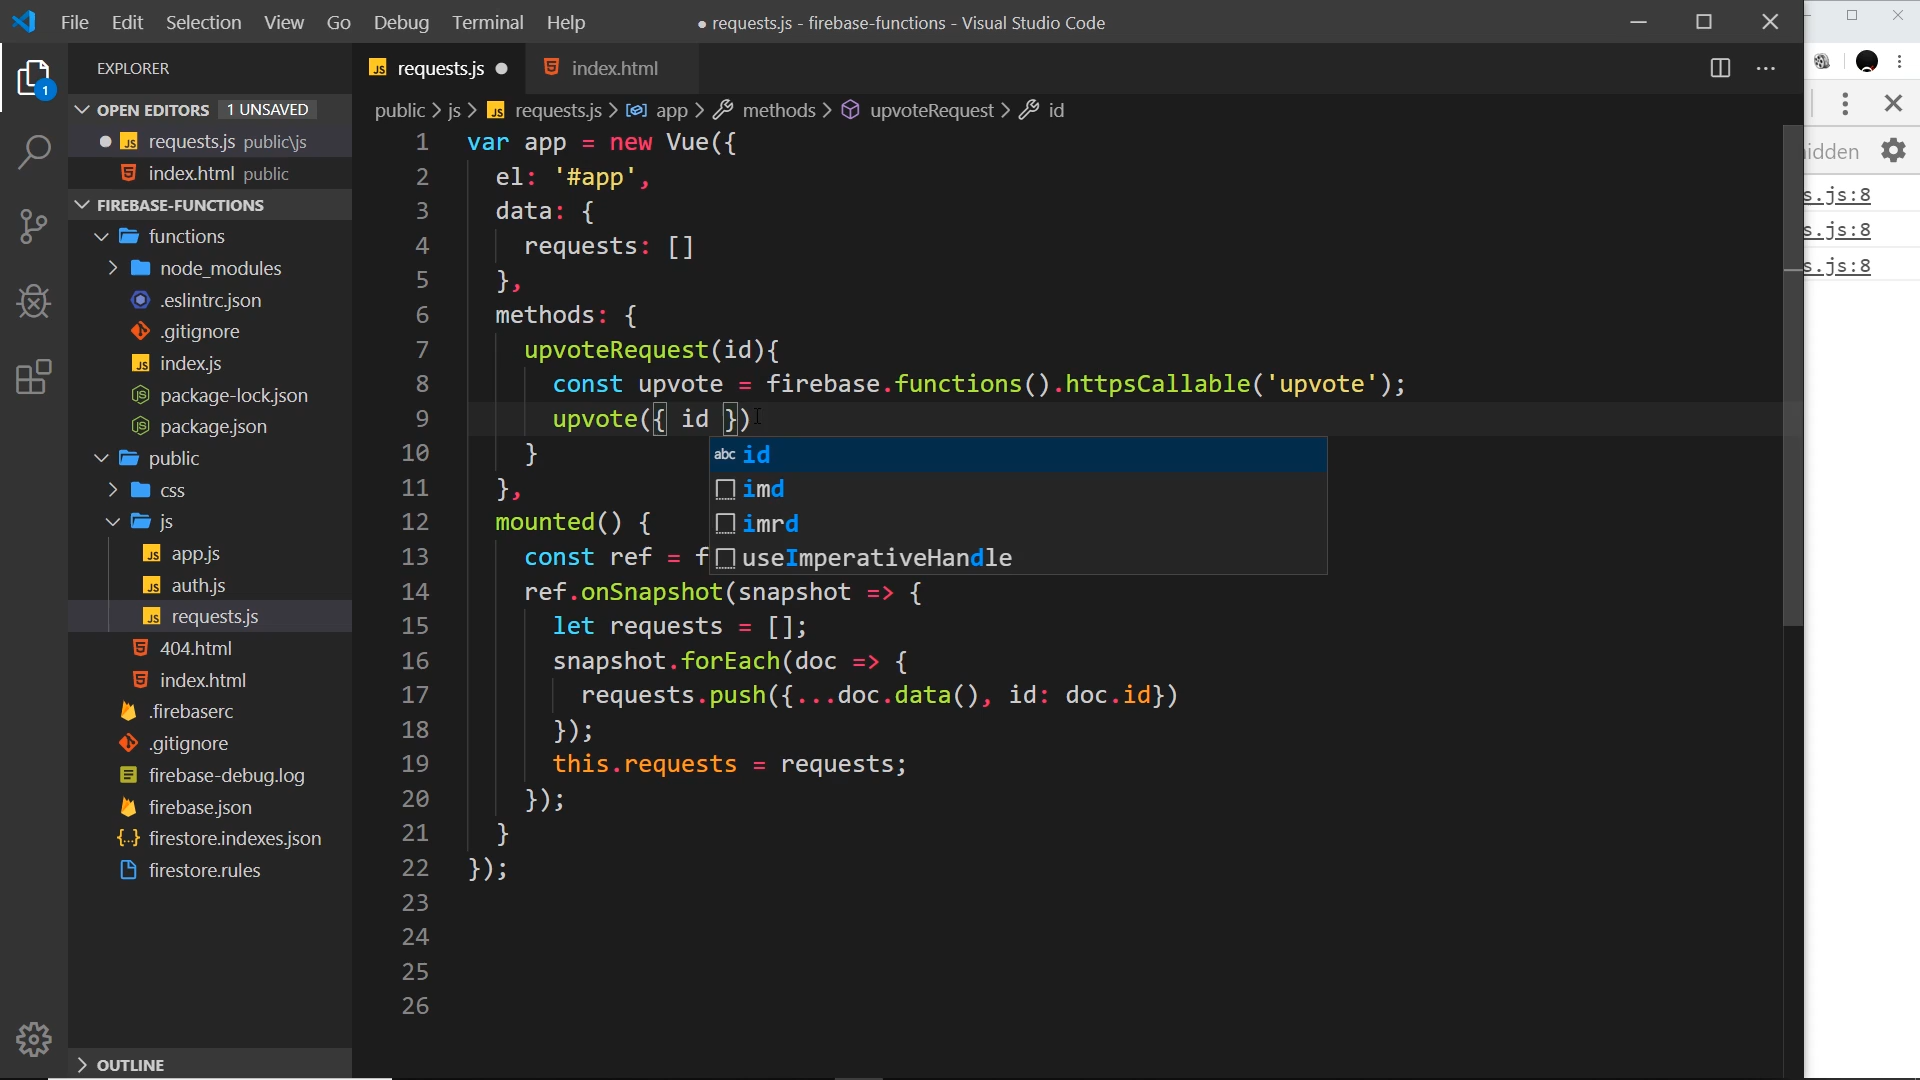 File Edit Selection View Go Debug Terminal Help
● requests.js - firebase-functions - Visual Studio Code
1
EXPLORER
OPEN EDITORS 1 UNSAVED
requests.js public\js
index.html public
FIREBASE-FUNCTIONS
functions
node_modules
.eslintrc.json
.gitignore
index.js
package-lock.json
package.json
public
css
js
app.js
auth.js
requests.js
404.html
index.html
.firebaserc
.gitignore
firebase-debug.log
firebase.json
firestore.indexes.json
firestore.rules
OUTLINE
requests.js
index.html
public > js > requests.js > app > methods > upvoteRequest > id
1 var app = new Vue({
2 el: '#app',
3 data: {
4 requests: []
5 },
6 methods: {
7 upvoteRequest(id){
8 const upvote = firebase.functions().httpsCallable('upvote');
9 upvote({ id })
10 }
11 },
12 mounted() {
13 const ref = f
14 ref.onSnapshot(snapshot => {
15 let requests = [];
16 snapshot.forEach(doc => {
17 requests.push({...doc.data(), id: doc.id})
18 });
19 this.requests = requests;
20 });
21 }
22 });
23
24
25
26
abc id
imd
imrd
useImperativeHandle
idden
s.js:8
s.js:8
s.js:8